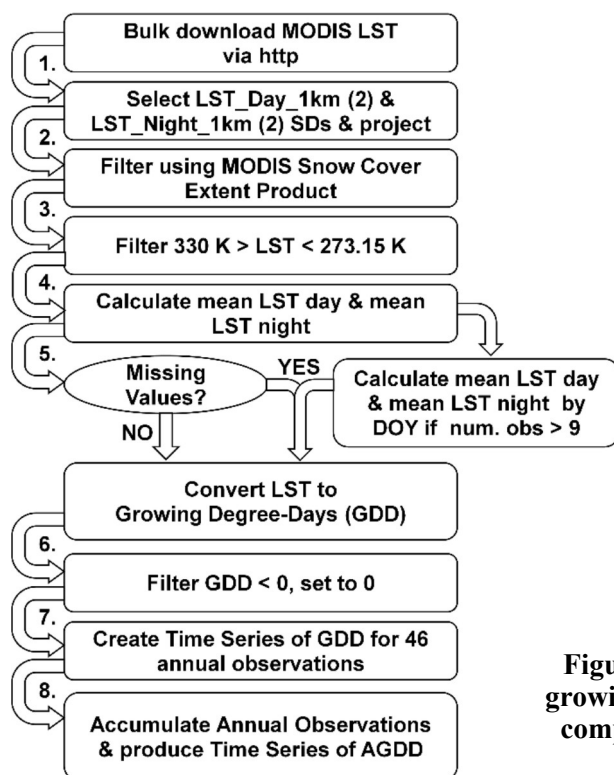 Bulk download MODIS LST
via http
1.
Select LST_Day_1km (2) &
LST_Night_1km (2) SDs & project
2.
Filter using MODIS Snow Cover
Extent Product
3.
Filter 330 K > LST < 273.15 K
4.
Calculate mean LST day & mean
LST night
5.
Missing
Values?
YES
NO
Calculate mean LST day
& mean LST night by
DOY if num. obs > 9
Convert LST to
Growing Degree-Days (GDD)
6.
Filter GDD < 0, set to 0
7.
Create Time Series of GDD for 46
annual observations
8.
Accumulate Annual Observations
& produce Time Series of AGDD